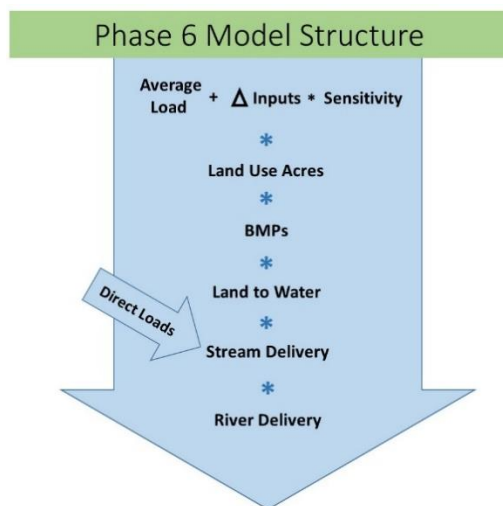 Phase 6 Model Structure
Average Load + Δ Inputs * Sensitivity
*
Land Use Acres
*
BMPs
*
Land to Water
*
Direct Loads
Stream Delivery
*
River Delivery